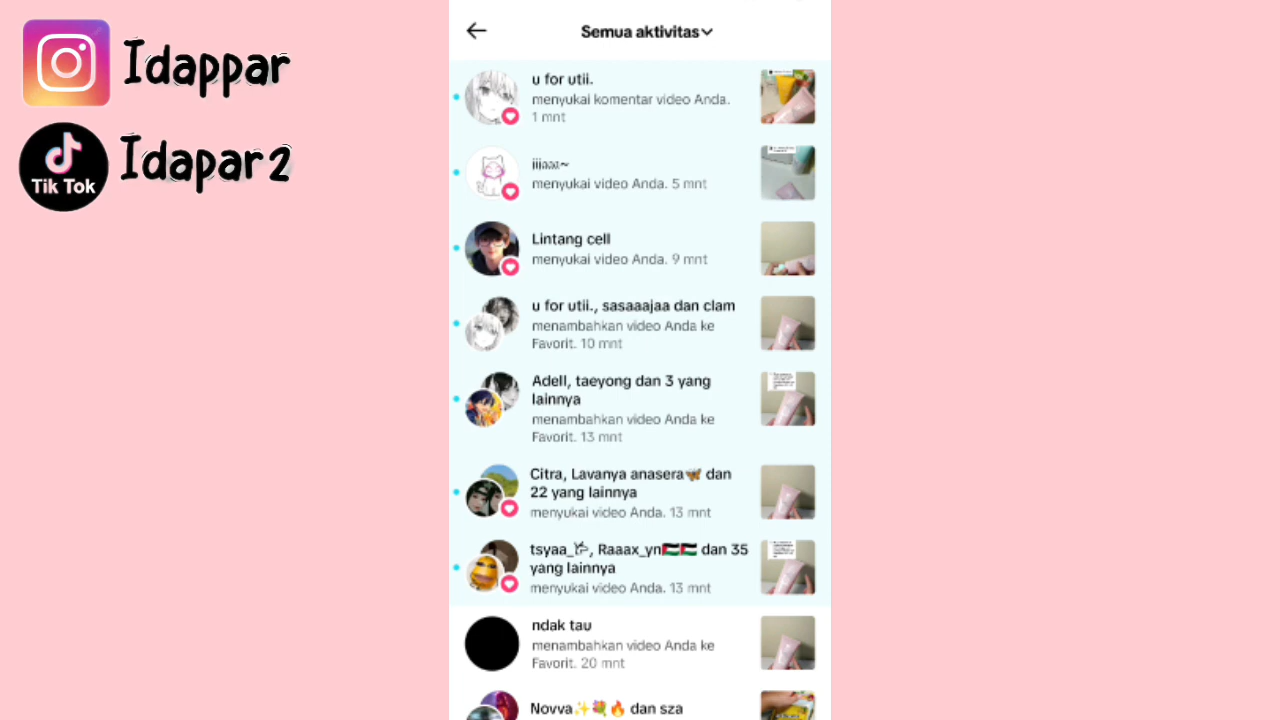 Idappar
Tik Tok
Idapar2
Semua aktivitas
u for utii.
menyukai komentar video Anda.
1 mnt
menyukai video Anda. 5 mnt
Lintang cell
menyukai video Anda. 9 mnt
u for utii., sasaaajaa dan clam
menambahkan video Anda ke
Favorit. 10 mnt
Adell, taeyong dan 3 yang
lainnya
menambahkan video Anda ke
Favorit. 13 mnt
Citra, Lavanya anasera🦋 dan
22 yang lainnya
menyukai video Anda. 13 mnt
tsyaa_, Raaax_yn🇵🇸🇵🇸 dan 35
yang lainnya
menyukai video Anda. 13 mnt
ndak tau
menambahkan video Anda ke
Favorit. 20 mnt
Novva✨💐🔥 dan sza